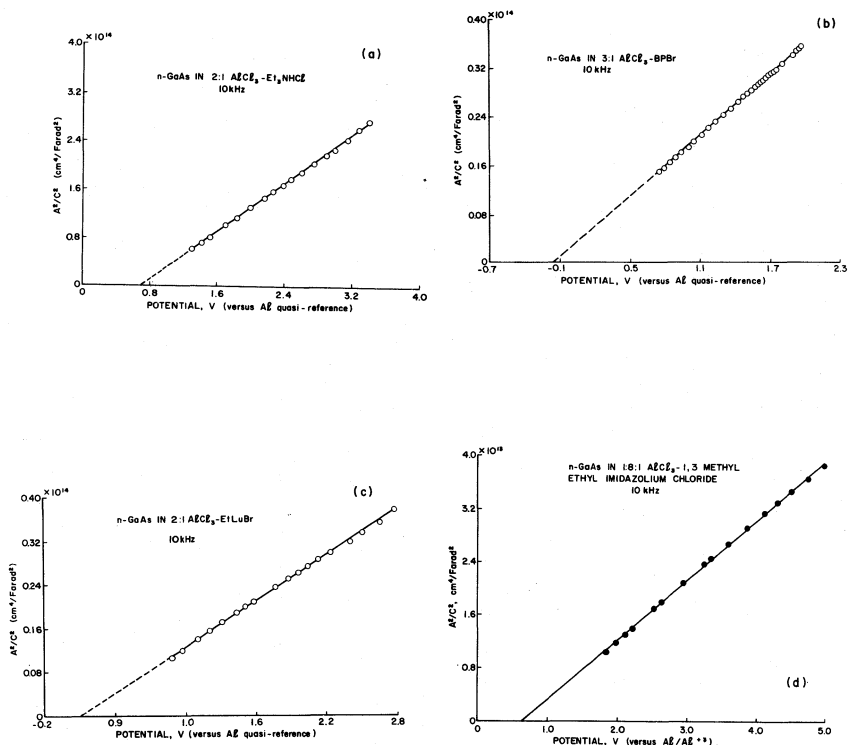 4.0 ×10¹⁴
(a)
n-GaAs IN 2:1 AℓCℓ₃-Et₃NHCℓ
10kHz
3.2
2.4
1.6
0.8
0
A²/C² (cm⁴/Farad²)
0 0.8 1.6 2.4 3.2 4.0
POTENTIAL, V (versus Aℓ quasi-reference)
0.40 ×10¹⁴
(b)
n-GaAs IN 3:1 AℓCℓ₃-BPBr
10 kHz
0.32
0.24
0.16
0.08
0
A²/C² (cm⁴/Farad²)
-0.7 -0.1 0.5 1.1 1.7 2.3
POTENTIAL, V (versus Aℓ quasi-reference)
0.40 ×10¹⁴
(c)
n-GaAs IN 2:1 AℓCℓ₃-EtLuBr
10kHz
0.32
0.24
0.16
0.08
0
A²/C² (cm⁴/Farad²)
-0.2 0.9 1.0 1.6 2.2 2.8
POTENTIAL, V (versus Aℓ quasi-reference)
4.0 ×10¹³
n-GaAs IN 1:8:1 AℓCℓ₃-1,3 METHYL
ETHYL IMIDAZOLIUM CHLORIDE
10 kHz
3.2
2.4
1.6
0.8
0
A²/C², cm⁴/Farad²
(d)
0 1.0 2.0 3.0 4.0 5.0
POTENTIAL, V (versus Aℓ/Aℓ⁺³)